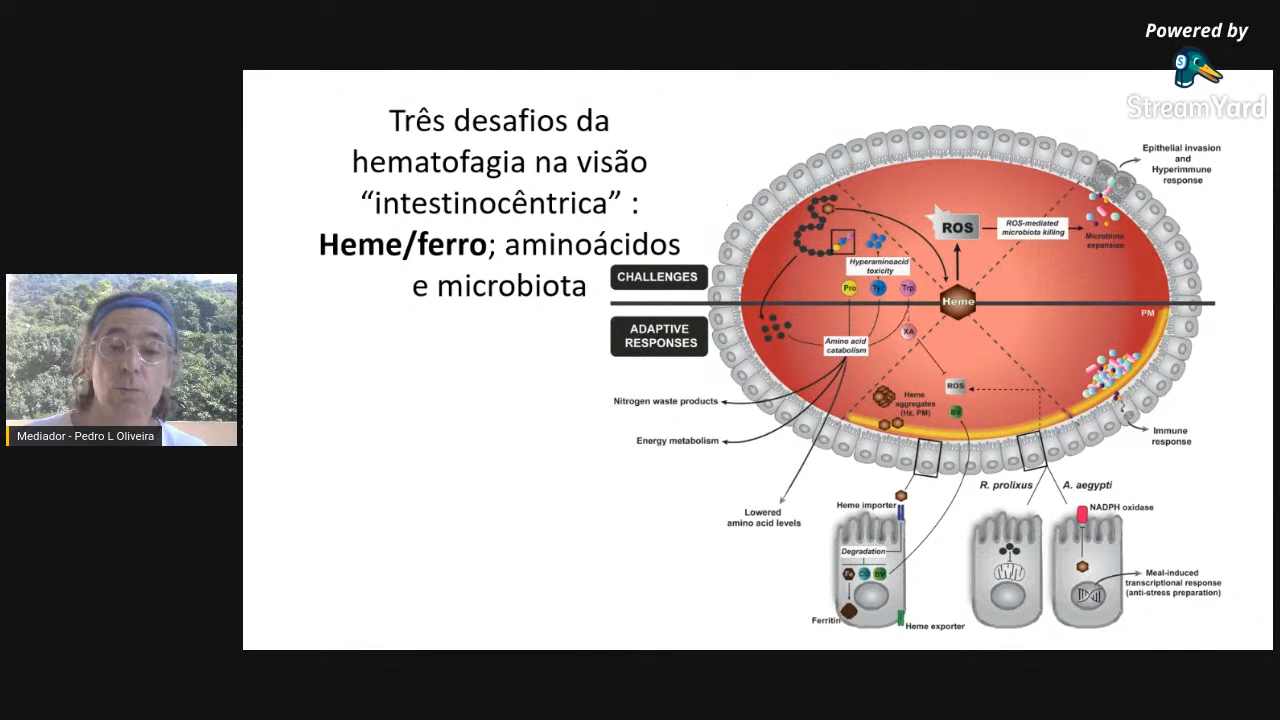 Powered by
StreamYard
Três desafios da
hematofagia na visão
“intestinocêntrica” :
Heme/ferro; aminoácidos
e microbiota
CHALLENGES
ADAPTIVE
RESPONSES
Epithelial invasion
and
Hyperimmune
response
ROS
ROS-mediated
microbiota killing
Microbiota
expansion
Hyperaminoacid
toxicity
Pro
Tyr
Trp
Heme
PM
XA
Amino acid
catabolism
ROS
BV
Heme
aggregates
(Hz, PM)
Nitrogen waste products
Energy metabolism
Lowered
amino acid levels
Immune
response
R. prolixus
A. aegypti
NADPH oxidase
Heme importer
Degradation
Fe
CO
BV
Ferritin
Heme exporter
Meal-induced
transcriptional response
(anti-stress preparation)
Mediador - Pedro L Oliveira